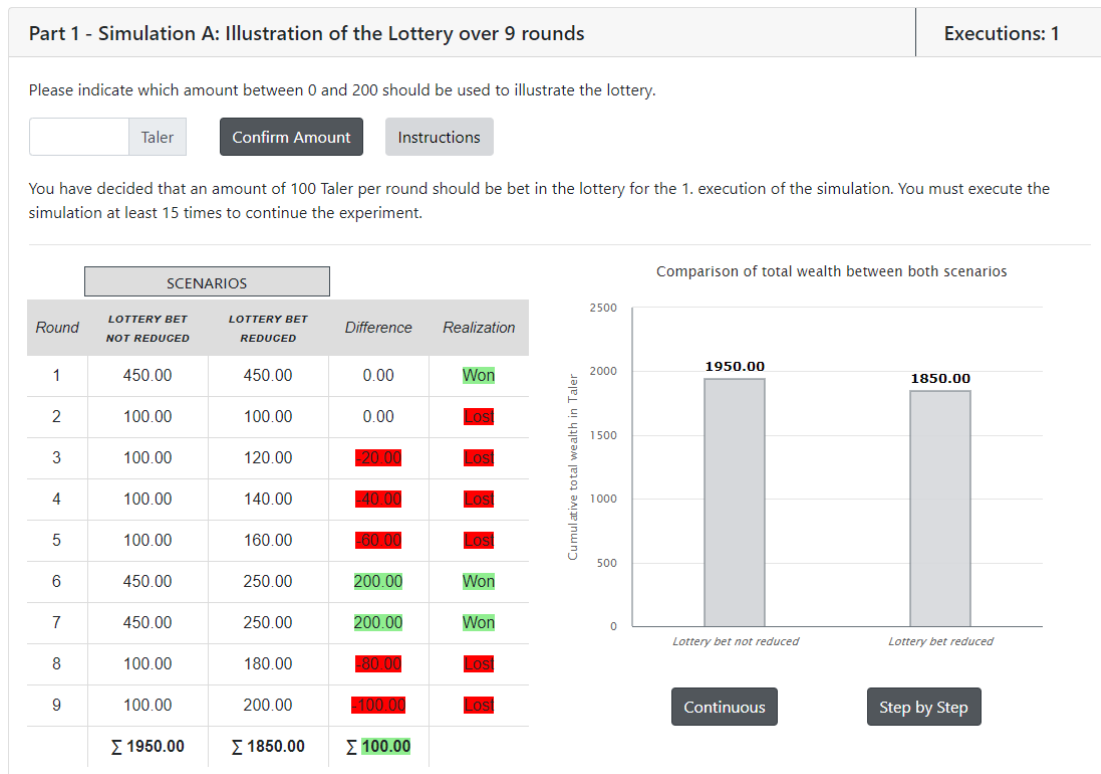 Part 1 - Simulation A: Illustration of the Lottery over 9 rounds
Executions: 1
Please indicate which amount between 0 and 200 should be used to illustrate the lottery.
Taler
Confirm Amount
Instructions
You have decided that an amount of 100 Taler per round should be bet in the lottery for the 1. execution of the simulation. You must execute the
simulation at least 15 times to continue the experiment.
SCENARIOS
Round LOTTERY BET NOT REDUCED LOTTERY BET REDUCED Difference Realization
1 450.00 450.00 0.00 Won
2 100.00 100.00 0.00 Lost
3 100.00 120.00 -20.00 Lost
4 100.00 140.00 -40.00 Lost
5 100.00 160.00 -60.00 Lost
6 450.00 250.00 200.00 Won
7 450.00 250.00 200.00 Won
8 100.00 180.00 -80.00 Lost
9 100.00 200.00 -100.00 Lost
∑ 1950.00 ∑ 1850.00 ∑ 100.00
Comparison of total wealth between both scenarios
Cumulative total wealth in Taler
2500
2000
1500
1000
500
0
1950.00
1850.00
Lottery bet not reduced
Lottery bet reduced
Continuous
Step by Step